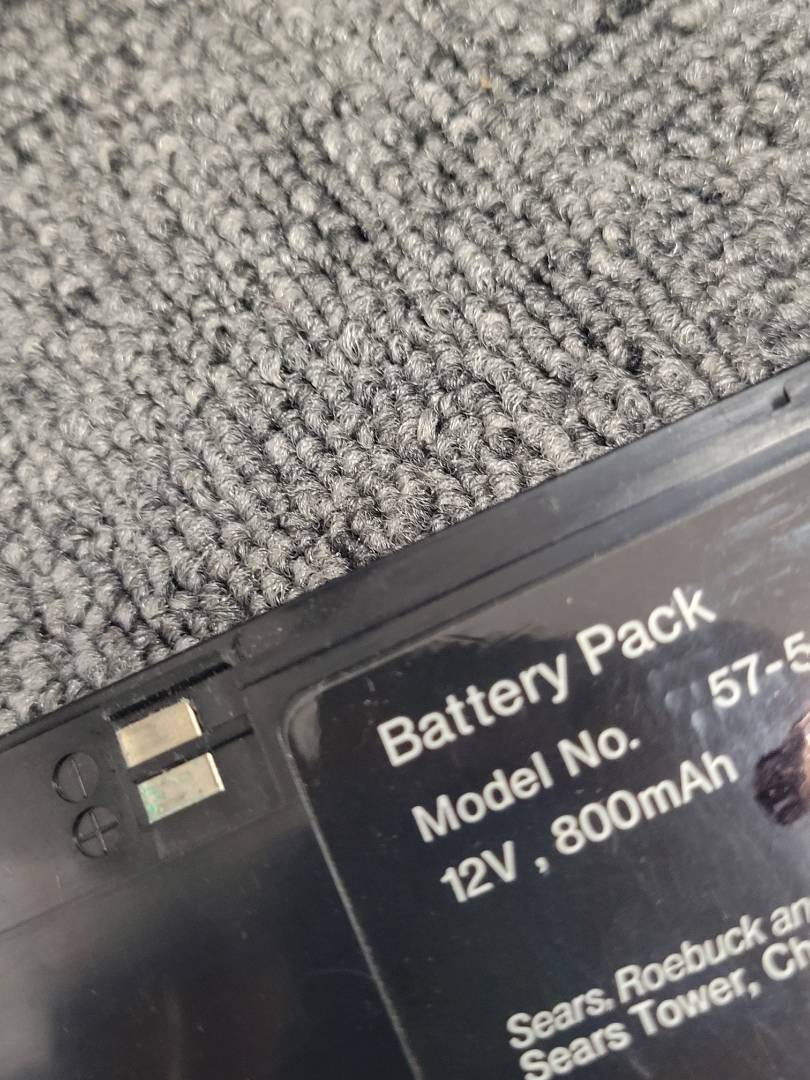 Battery Pack
Model No. 57-5
12V , 800mAh
Sears, Roebuck an
Sears Tower, Ch